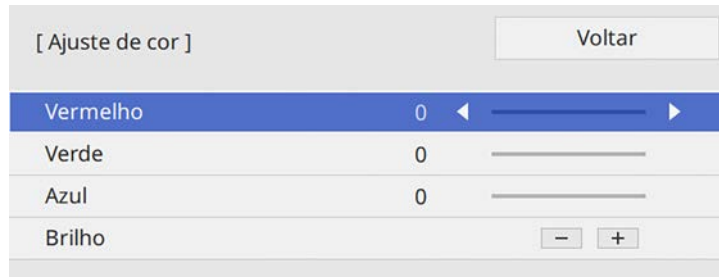 [ Ajuste de cor ] Voltar
Vermelho 0
Verde 0
Azul 0
Brilho − +